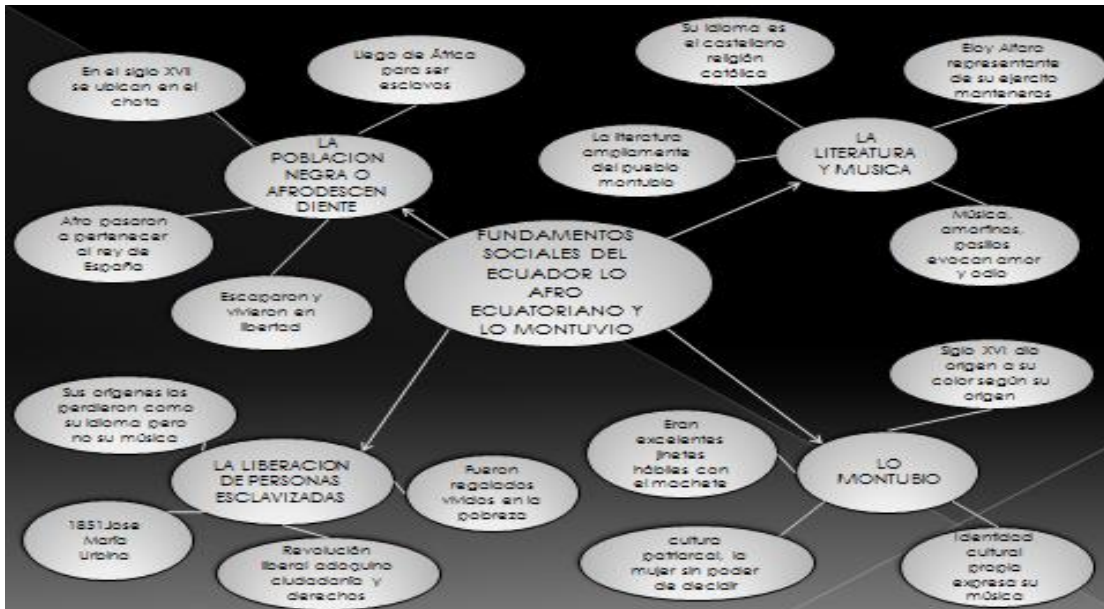 FUNDAMENTOS
SOCIALES DEL
ECUADOR LO
AFRO
ECUATORIANO Y
LO MONTUVIO
LA
POBLACION
NEGRA O
AFRODESCEN
DIENTE
En el siglo XVII
se ubican en el
chota
Llego de África
para ser
esclavos
Afro pasaron
a pertenecer
al rey de
España
Escaparon y
vivieron en
libertad
LA
LITERATURA
Y MUSICA
Su idioma es
el castellano
religión
católica
Eloy Alfaro
representante
de su ejercito
manteneros
La literatura
ampliamente
del pueblo
montubio
Música,
amorfinos,
pasillos
evocan amor
y odio
LA LIBERACION
DE PERSONAS
ESCLAVIZADAS
Sus orígenes los
perdieron como
su idioma pero
no su música
1851Jose
María
Urbina
Revolución
liberal adoquino
ciudadanía y
derechos
Fueron
regalados
vividos en la
pobreza
LO
MONTUBIO
Siglo XVI dio
origen a su
color según su
origen
Eran
excelentes
jinetes
hábiles con
el machete
cultura
patriarcal, la
mujer sin poder
de decidir
Identidad
cultural
propia
expresa su
música